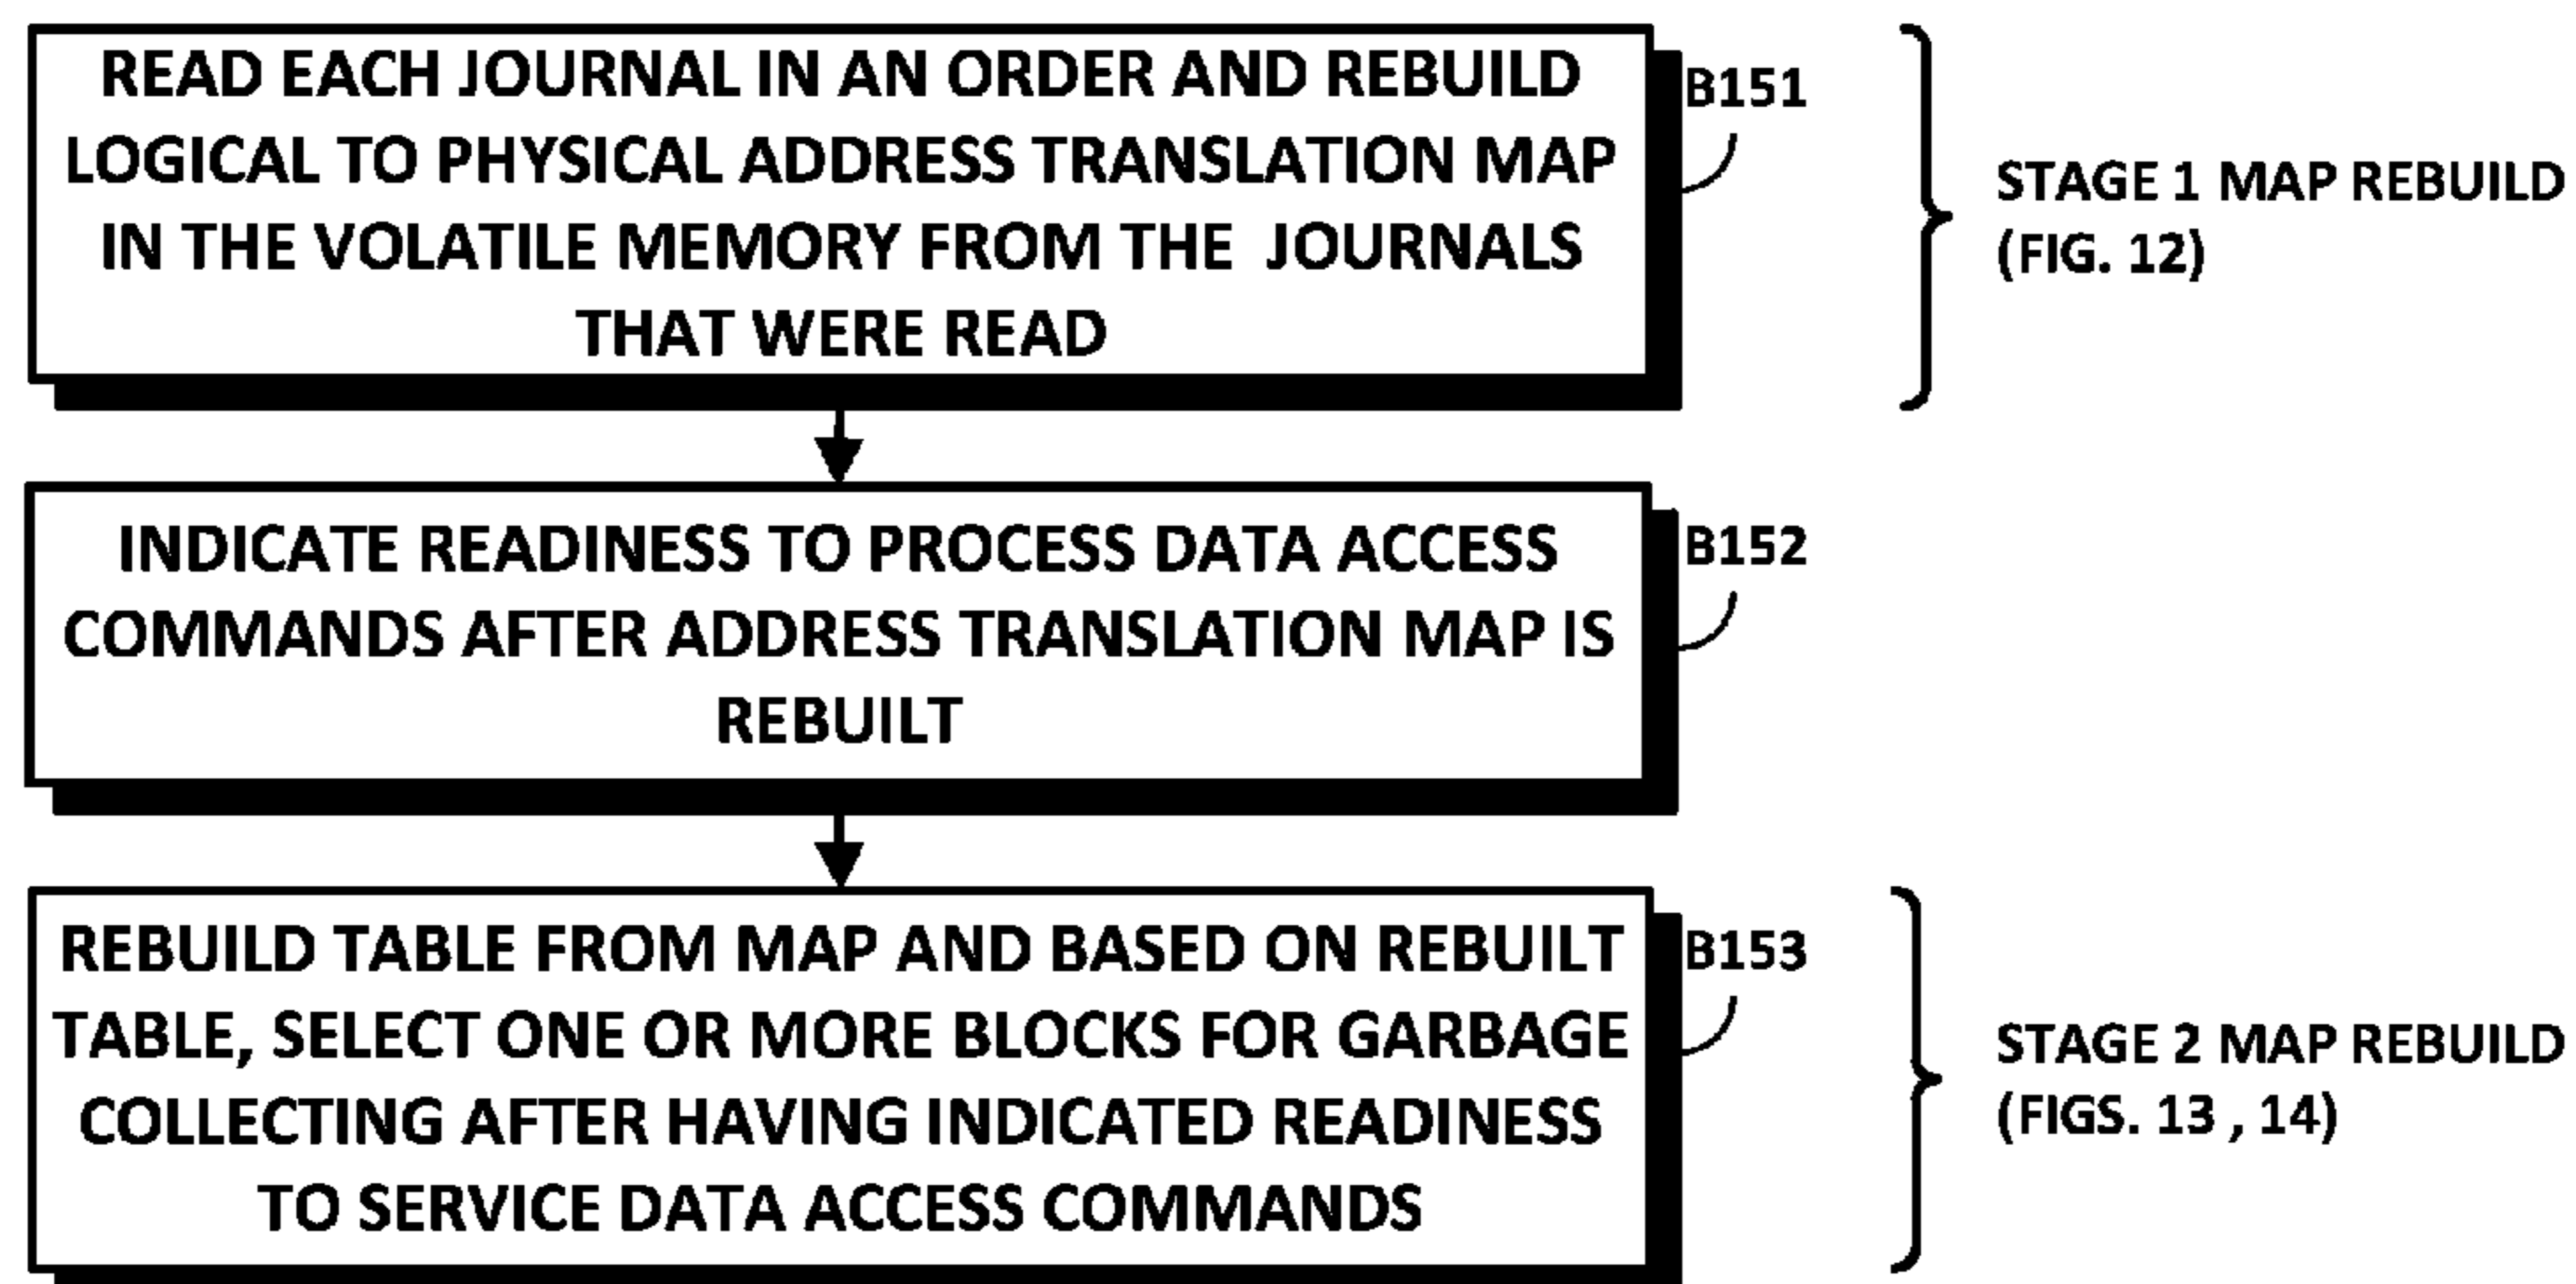 READ EACH JOURNAL IN AN ORDER AND REBUILD
LOGICAL TO PHYSICAL ADDRESS TRANSLATION MAP
IN THE VOLATILE MEMORY FROM THE JOURNALS
THAT WERE READ
B151
STAGE 1 MAP REBUILD
(FIG. 12)
INDICATE READINESS TO PROCESS DATA ACCESS
COMMANDS AFTER ADDRESS TRANSLATION MAP IS
REBUILT
B152
REBUILD TABLE FROM MAP AND BASED ON REBUILT
TABLE, SELECT ONE OR MORE BLOCKS FOR GARBAGE
COLLECTING AFTER HAVING INDICATED READINESS
TO SERVICE DATA ACCESS COMMANDS
B153
STAGE 2 MAP REBUILD
(FIGS. 13 , 14)